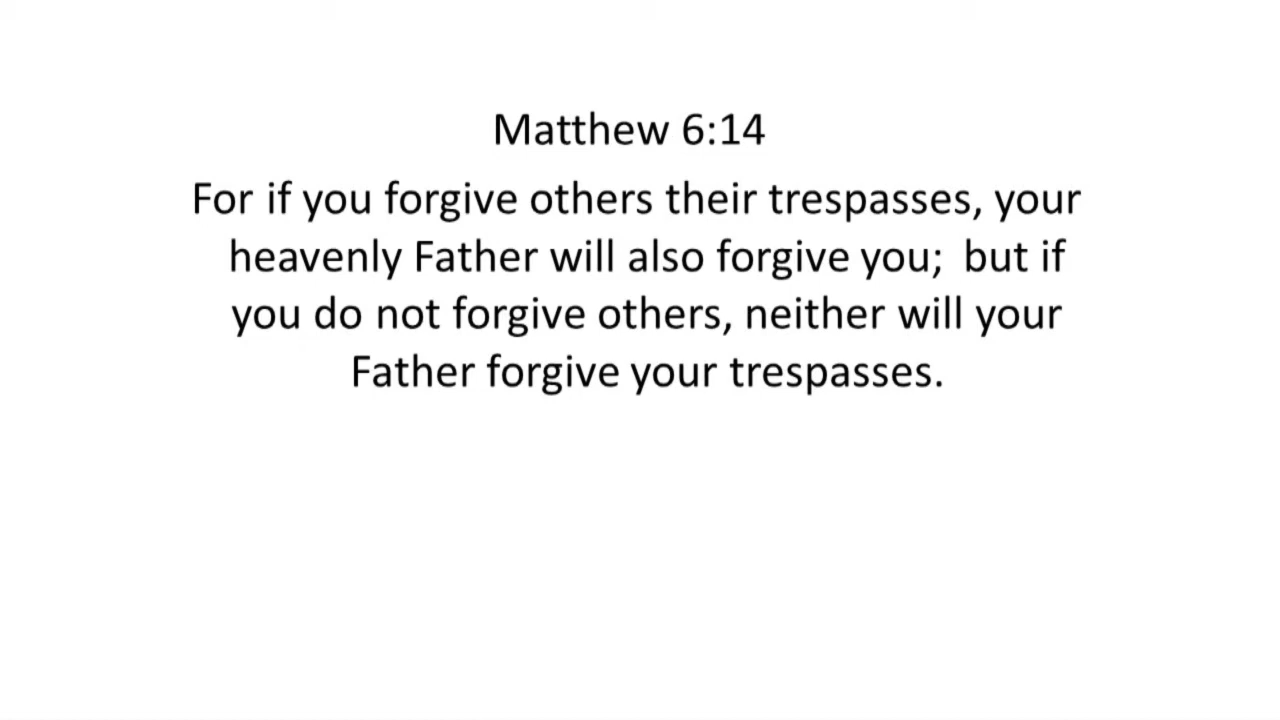 Matthew 6:14
For if you forgive others their trespasses, your
heavenly Father will also forgive you;  but if
you do not forgive others, neither will your
Father forgive your trespasses.